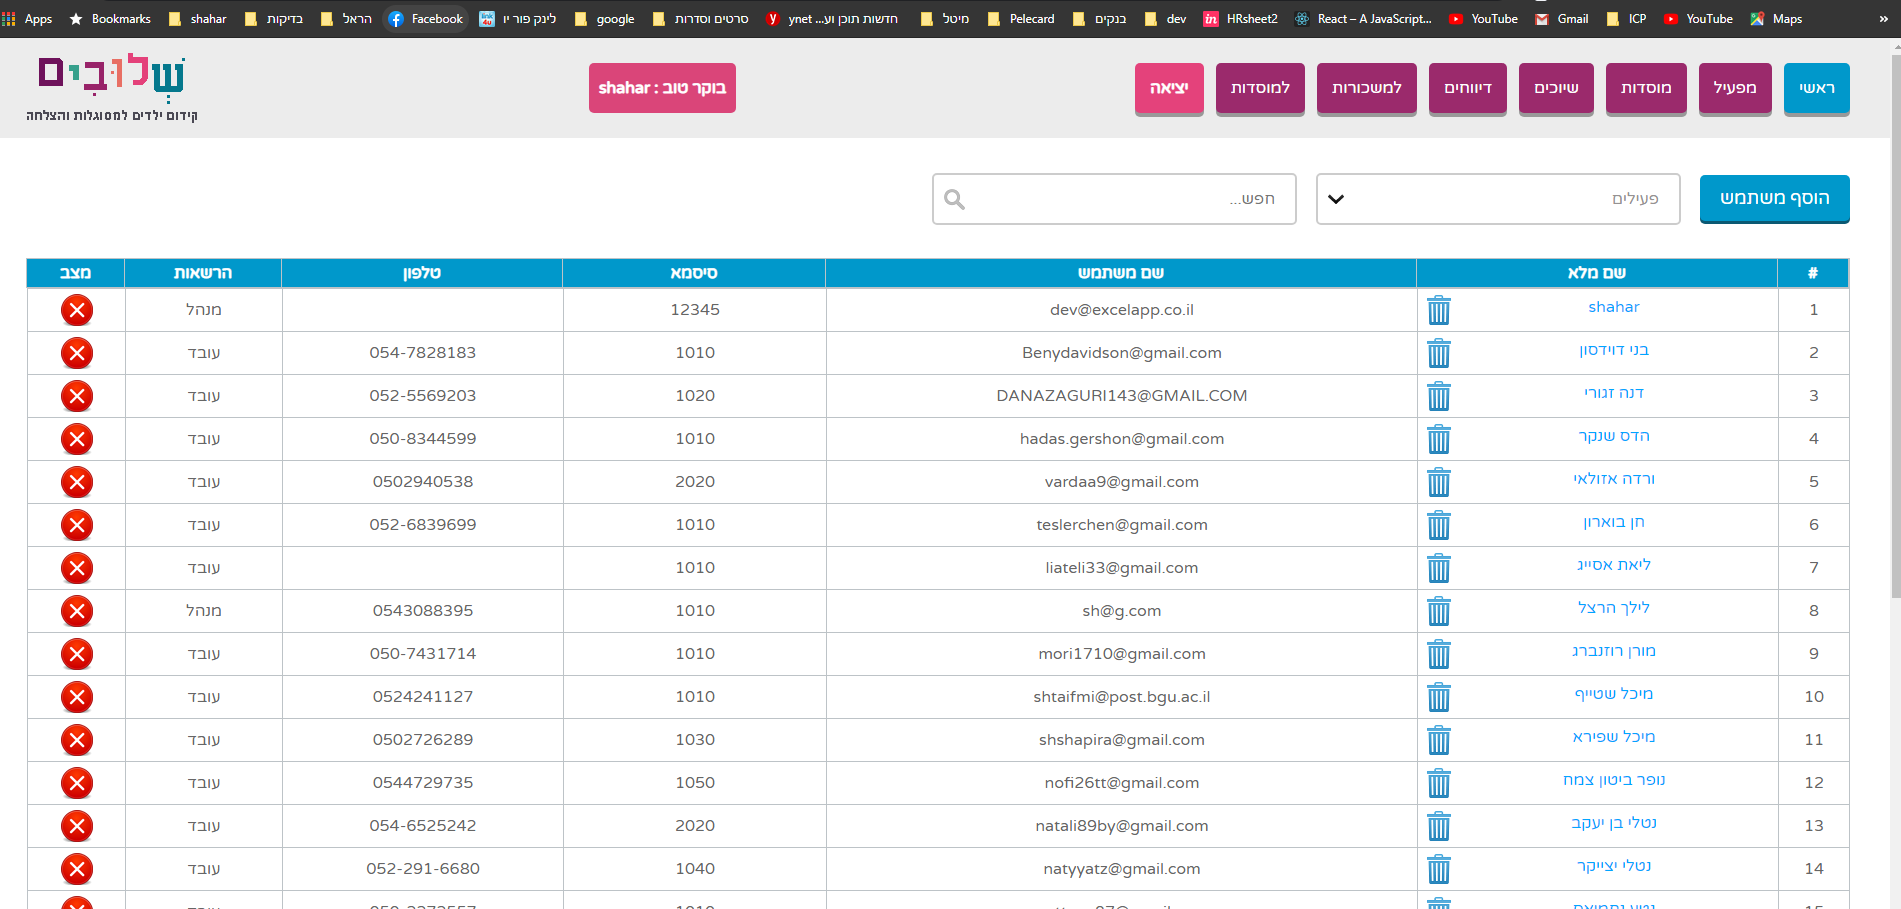 Apps Bookmarks shahar google בדיקות הראל Facebook לינק פור יו google סרטים וסדרות ynet ...חדשות תוכן וע מיטל Pelecard בנקים dev HRsheet2 React – A JavaScript... YouTube Gmail ICP YouTube Maps »
ראשי מפעיל מוסדות שיוכים דיווחים למשכורות למוסדות יציאה
בוקר טוב : shahar
שלובים
קידום ילדים למסוגלות והצלחה
הוסף משתמש פעילים חפש...
# שם מלא שם משתמש סיסמא טלפון הרשאות מצב
1 shahar dev@excelapp.co.il 12345 מנהל
2 בני דוידסון Benydavidson@gmail.com 1010 054-7828183 עובד
3 דנה זגורי DANAZAGURI143@GMAIL.COM 1020 052-5569203 עובד
4 הדס שנקר hadas.gershon@gmail.com 1010 050-8344599 עובד
5 ורדה אזולאי vardaa9@gmail.com 2020 0502940538 עובד
6 חן בוארון teslerchen@gmail.com 1010 052-6839699 עובד
7 ליאת אסייג liateli33@gmail.com 1010 עובד
8 לילך הרצל sh@g.com 1010 0543088395 מנהל
9 מורן רוזנברג mori1710@gmail.com 1010 050-7431714 עובד
10 מיכל שטייף shtaifmi@post.bgu.ac.il 1010 0524241127 עובד
11 מיכל שפירא shshapira@gmail.com 1030 0502726289 עובד
12 נופר ביטון צמח nofi26tt@gmail.com 1050 0544729735 עובד
13 נטלי בן יעקב natali89by@gmail.com 2020 054-6525242 עובד
14 נטלי יצייקר natyyatz@gmail.com 1040 052-291-6680 עובד